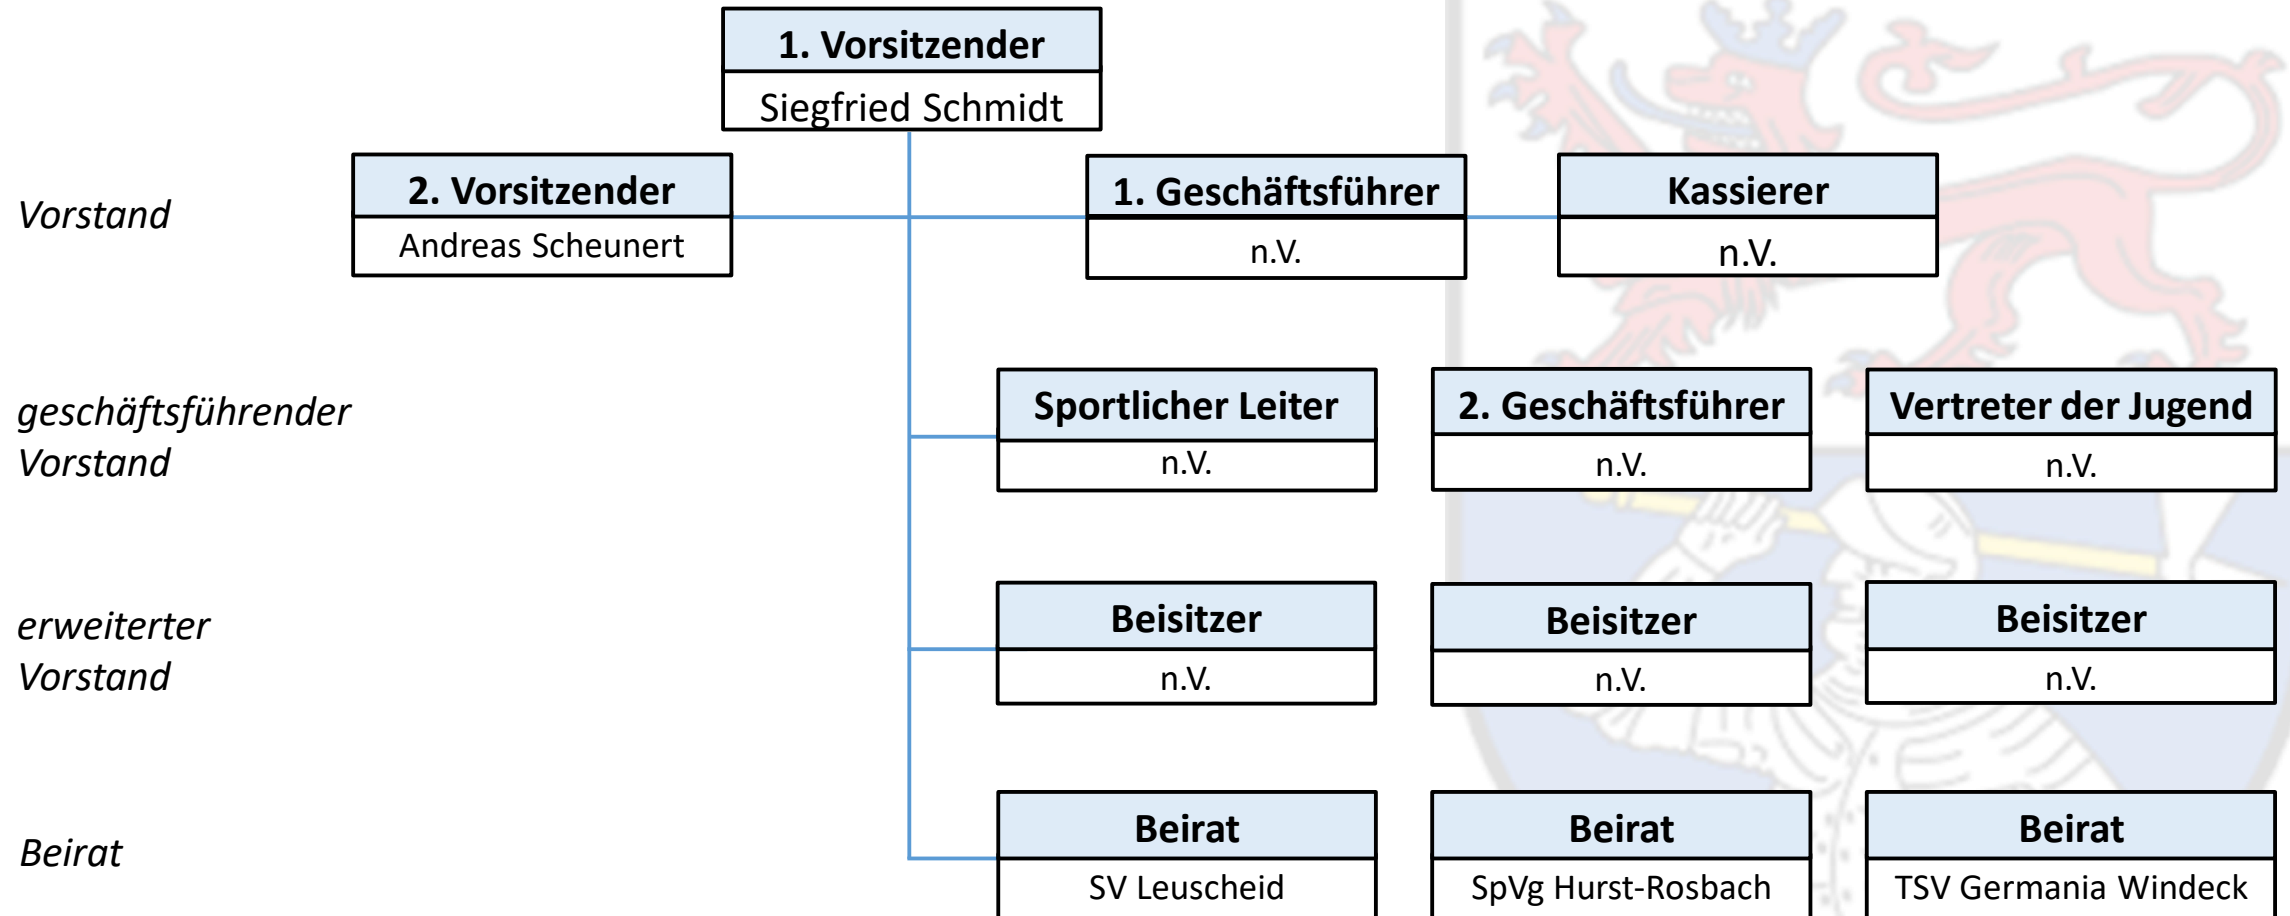 1. Vorsitzender
Siegfried Schmidt
Vorstand
2. Vorsitzender
Andreas Scheunert
1. Geschäftsführer
n.V.
Kassierer
n.V.
geschäftsführender
Vorstand
Sportlicher Leiter
n.V.
2. Geschäftsführer
n.V.
Vertreter der Jugend
n.V.
erweiterter
Vorstand
Beisitzer
n.V.
Beisitzer
n.V.
Beisitzer
n.V.
Beirat
Beirat
SV Leuscheid
Beirat
SpVg Hurst-Rosbach
Beirat
TSV Germania Windeck